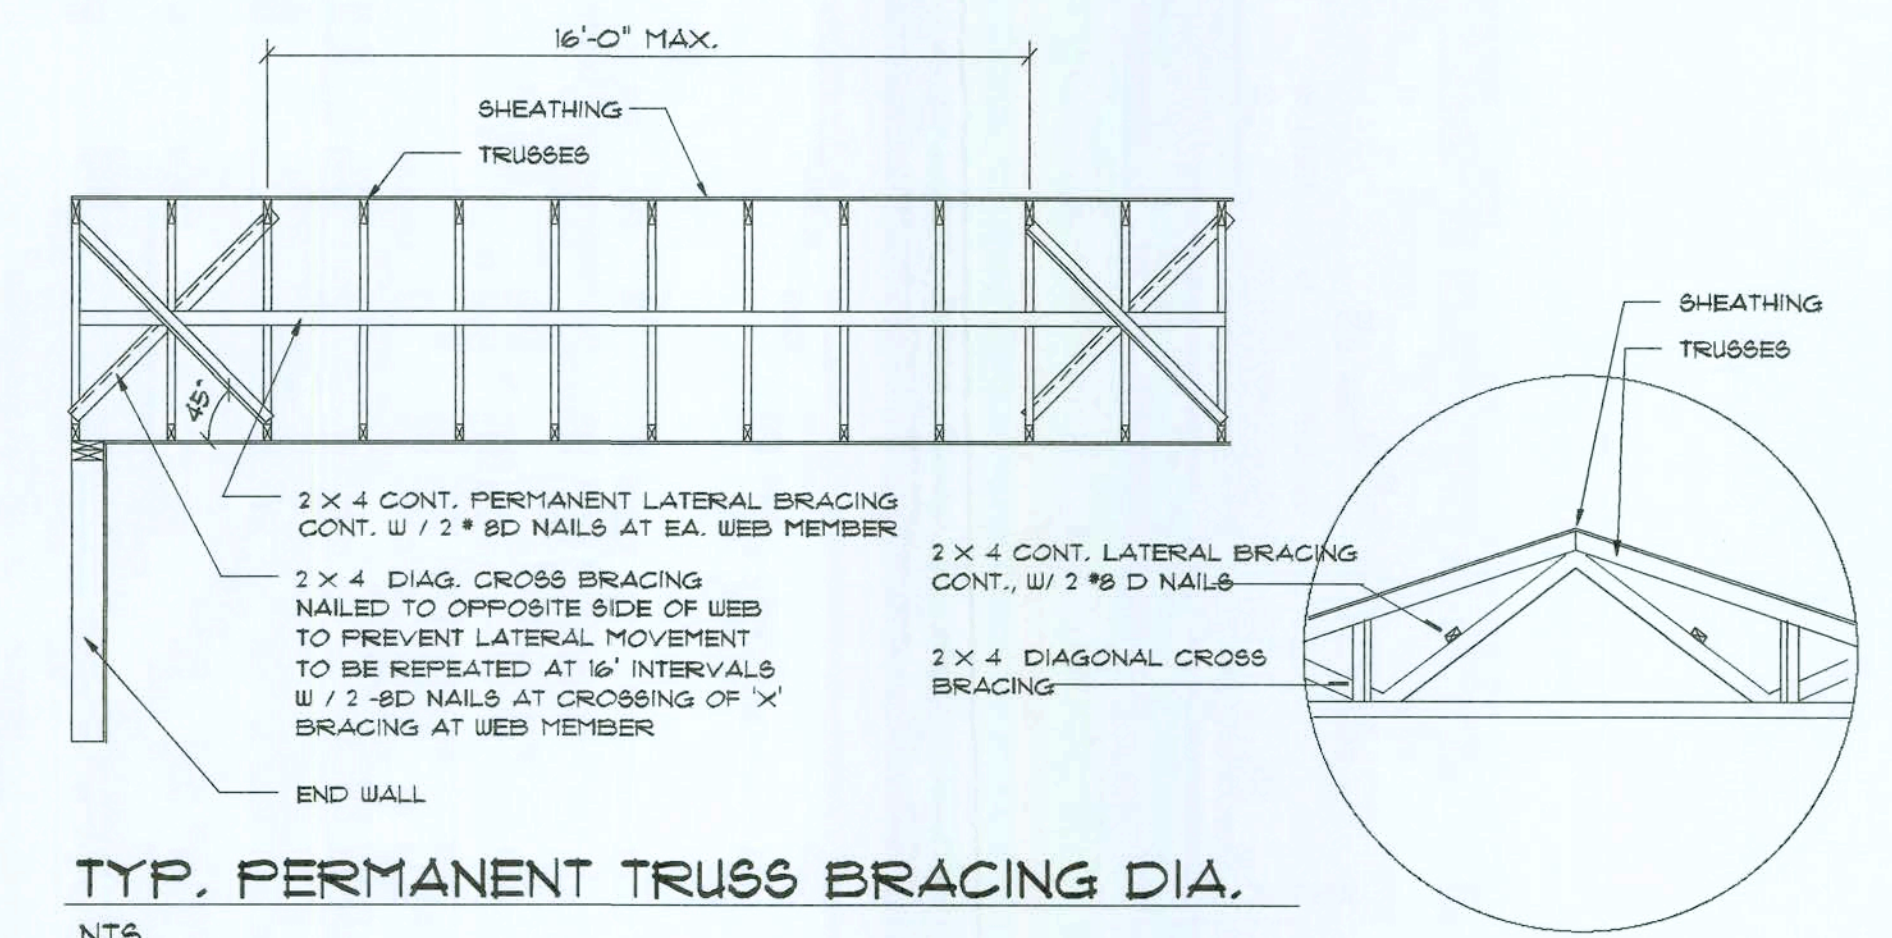 16'-0" MAX.
SHEATHING
TRUSSES
45°
2 X 4 CONT. PERMANENT LATERAL BRACING
CONT. W / 2 # 8D NAILS AT EA. WEB MEMBER
2 X 4 DIAG. CROSS BRACING
NAILED TO OPPOSITE SIDE OF WEB
TO PREVENT LATERAL MOVEMENT
TO BE REPEATED AT 16' INTERVALS
W / 2 -8D NAILS AT CROSSING OF 'X'
BRACING AT WEB MEMBER
END WALL
SHEATHING
TRUSSES
2 X 4 CONT. LATERAL BRACING
CONT., W/ 2 #8 D NAILS
2 X 4 DIAGONAL CROSS
BRACING
TYP. PERMANENT TRUSS BRACING DIA.
NTS